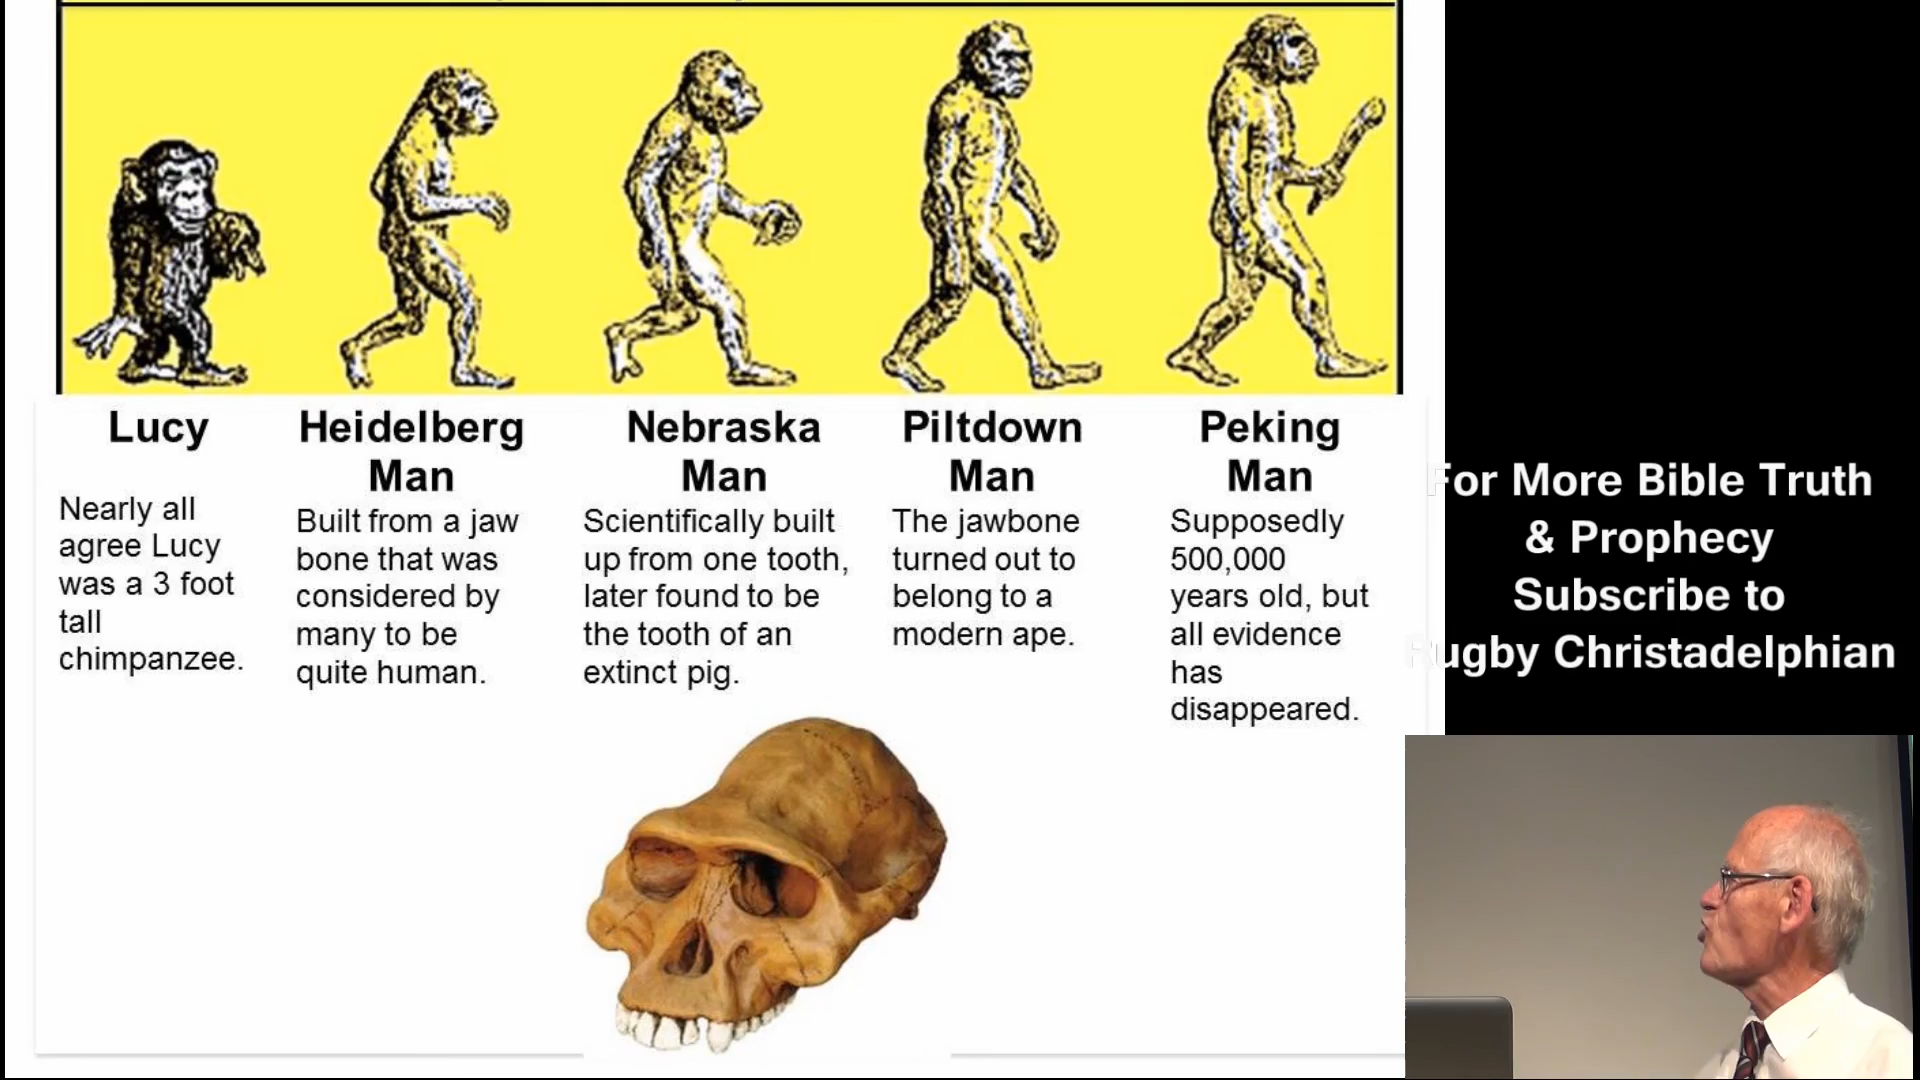 Lucy
Nearly all
agree Lucy
was a 3 foot
tall
chimpanzee.
Heidelberg
Man
Built from a jaw
bone that was
considered by
many to be
quite human.
Nebraska
Man
Scientifically built
up from one tooth,
later found to be
the tooth of an
extinct pig.
Piltdown
Man
The jawbone
turned out to
belong to a
modern ape.
Peking
Man
Supposedly
500,000
years old, but
all evidence
has
disappeared.
For More Bible Truth
& Prophecy
Subscribe to
Rugby Christadelphian